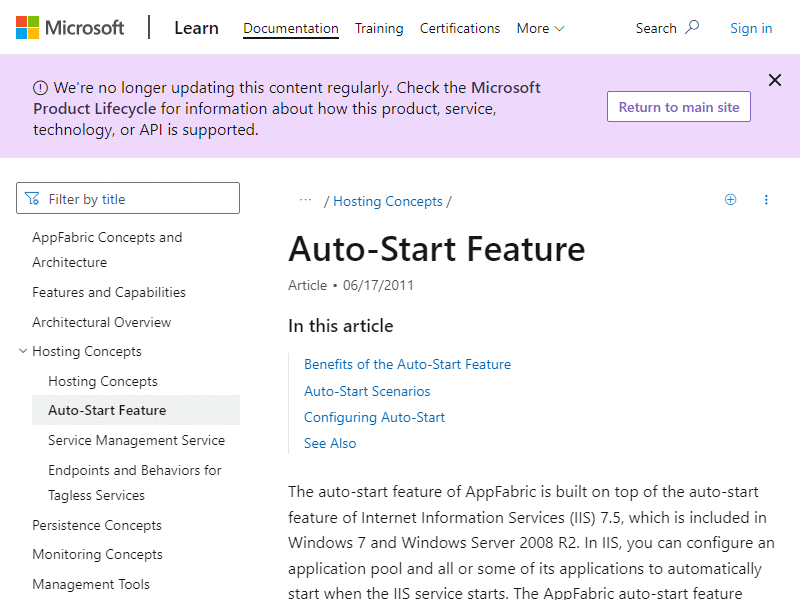 Microsoft
Learn
Documentation
Training
Certifications
More
Search
Sign in
We're no longer updating this content regularly. Check the Microsoft
Product Lifecycle for information about how this product, service,
technology, or API is supported.
Return to main site
Filter by title
AppFabric Concepts and
Architecture
Features and Capabilities
Architectural Overview
Hosting Concepts
Hosting Concepts
Auto-Start Feature
Service Management Service
Endpoints and Behaviors for
Tagless Services
Persistence Concepts
Monitoring Concepts
Management Tools
… / Hosting Concepts /
Auto-Start Feature
Article • 06/17/2011
In this article
Benefits of the Auto-Start Feature
Auto-Start Scenarios
Configuring Auto-Start
See Also
The auto-start feature of AppFabric is built on top of the auto-start
feature of Internet Information Services (IIS) 7.5, which is included in
Windows 7 and Windows Server 2008 R2. In IIS, you can configure an
application pool and all or some of its applications to automatically
start when the IIS service starts. The AppFabric auto-start feature